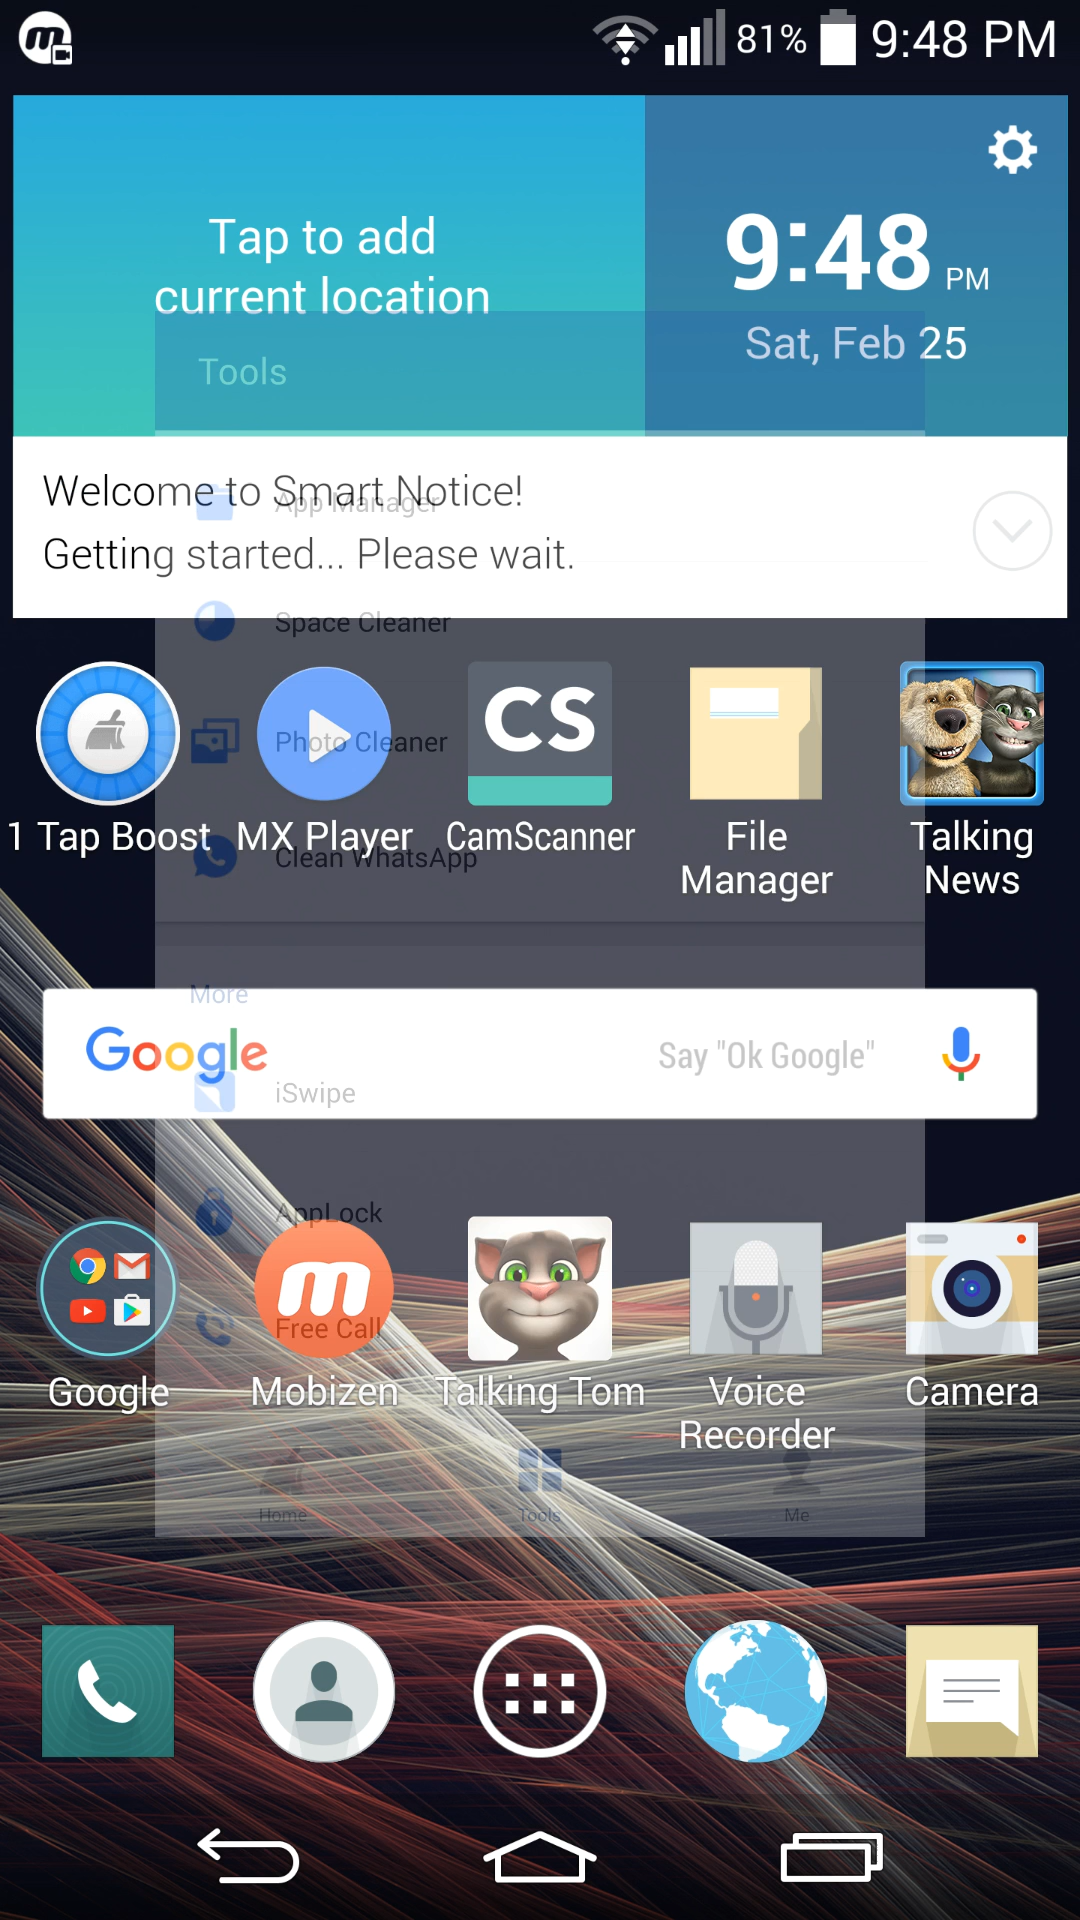 81% 9:48 PM
Tap to add
current location
9:48 PM
Sat, Feb 25
Tools
Welcome to Smart Notice!
App Manager
Getting started... Please wait.
Space Cleaner
CS
Photo Cleaner
1 Tap Boost MX Player CamScanner File Manager Talking News
Clean WhatsApp
More
Google Say "Ok Google"
iSwipe
AppLock
m
Free Call
Google Mobizen Talking Tom Voice Recorder Camera
Home Tools Me